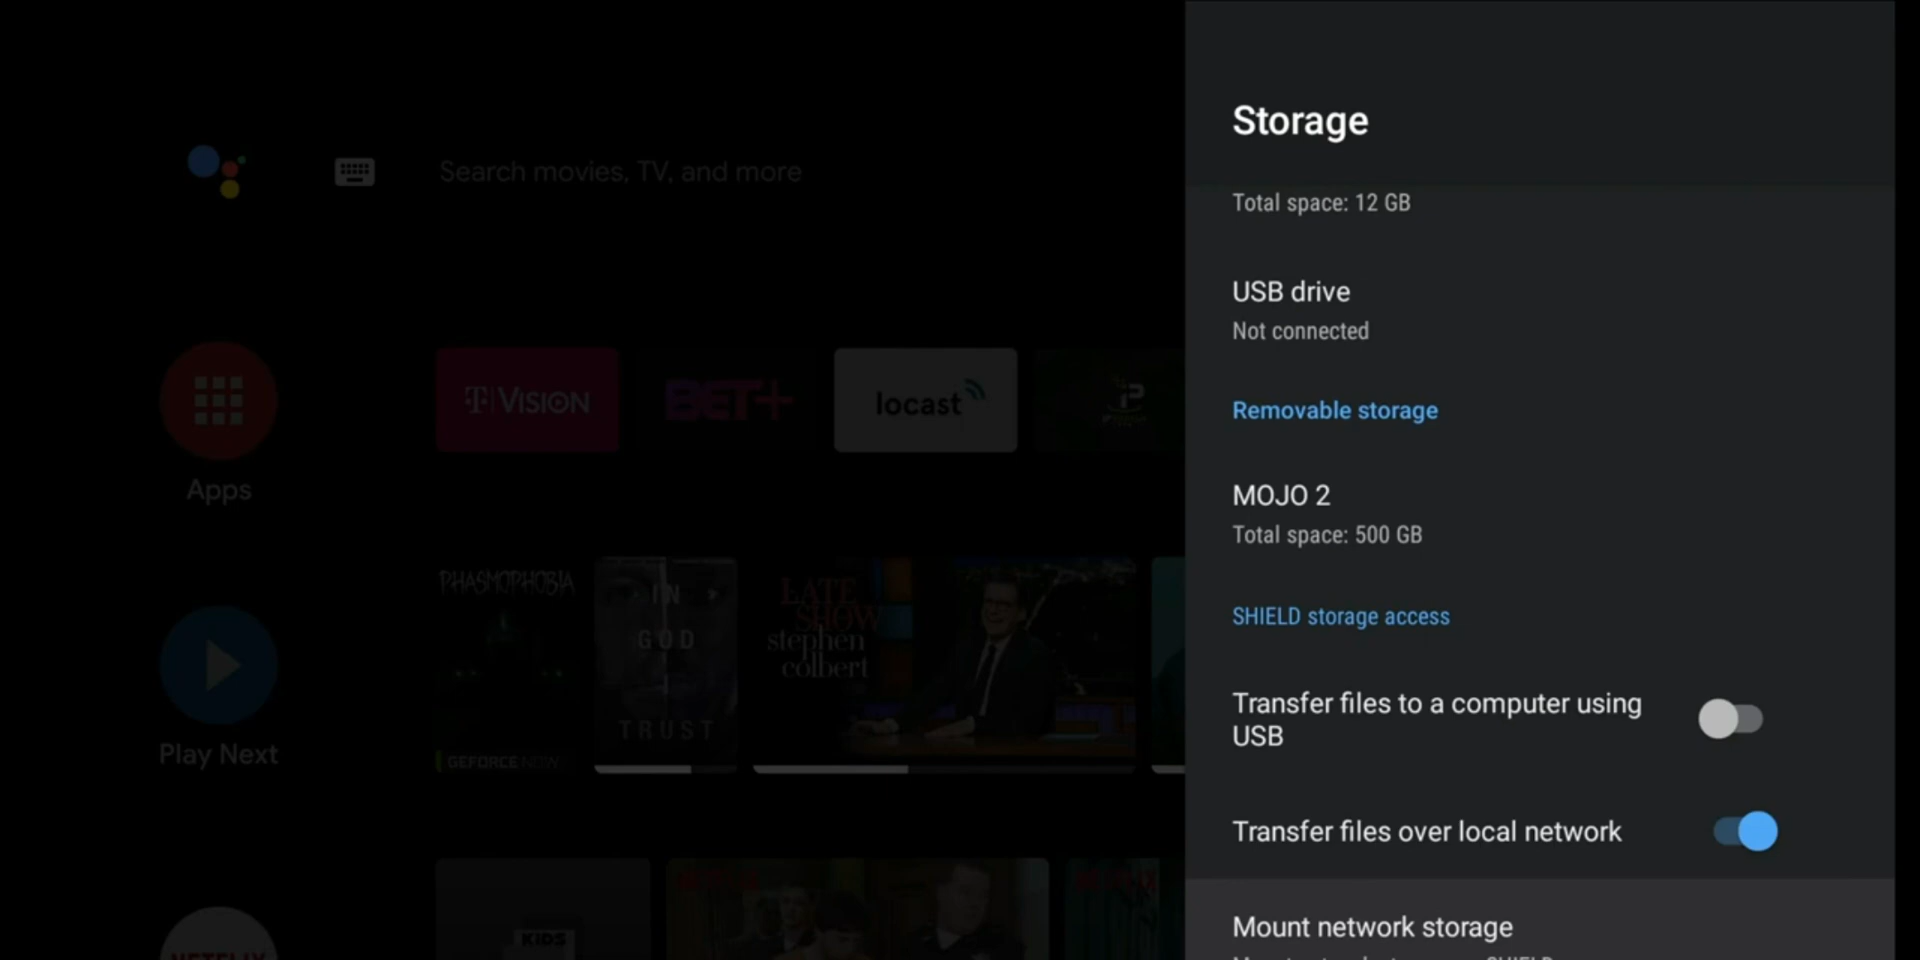 Storage
Search movies, TV, and more
Total space: 12 GB
USB drive
Not connected
T VISION
BET+
locast
Removable storage
Apps
MOJO 2
Total space: 500 GB
PHASMOPHOBIA
IN
GOD
TRUST
LATE
SHOW
stephen
colbert
SHIELD storage access
Transfer files to a computer using
USB
GEFORCE NOW
Play Next
Transfer files over local network
KIDS
Mount network storage
NETFLIX